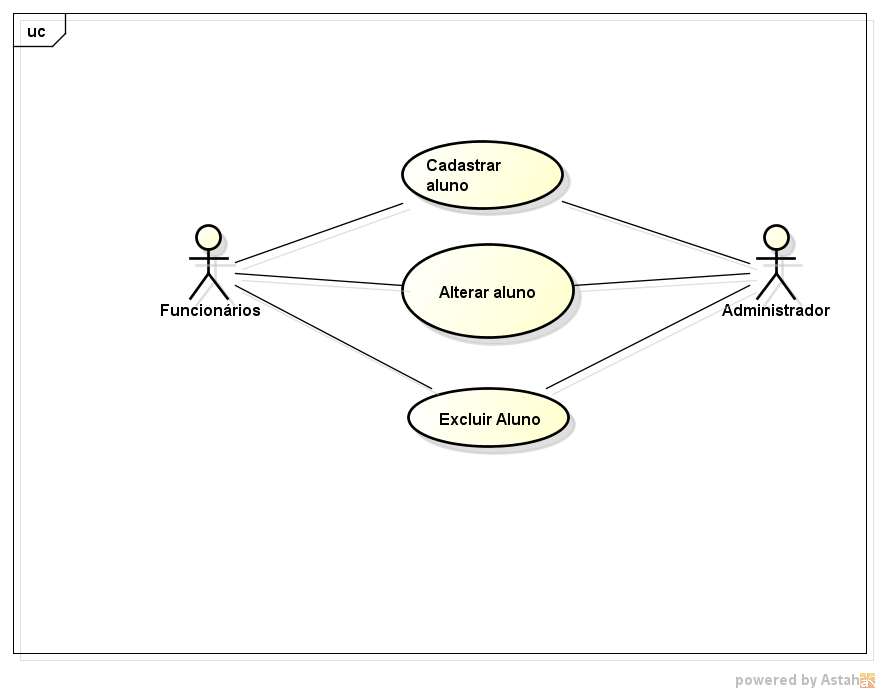 uc
Cadastrar
aluno
Alterar aluno
Funcionários
Administrador
Excluir Aluno
powered by Astah